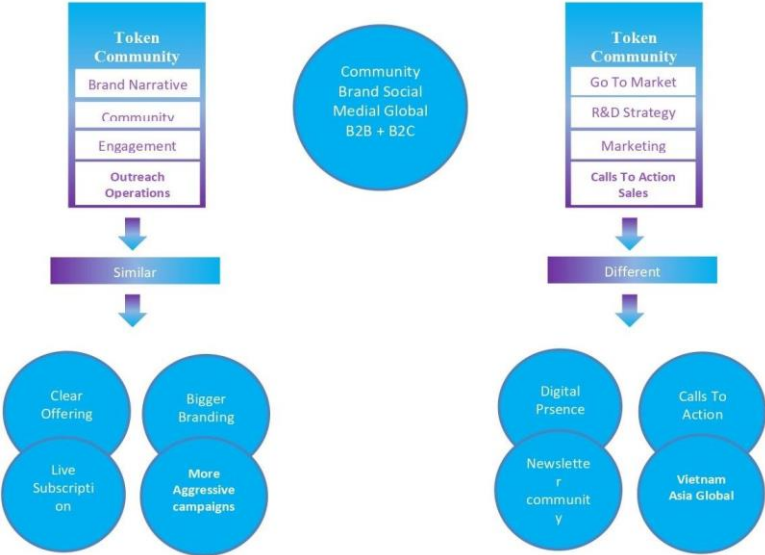 Token
Community
Brand Narrative
Community
Engagement
Outreach
Operations
Similar
Clear
Offering
Bigger
Branding
Live
Subscripti
on
More
Aggressive
campaigns
Community
Brand Social
Medial Global
B2B + B2C
Token
Community
Go To Market
R&D Strategy
Marketing
Calls To Action
Sales
Different
Digital
Prsence
Calls To
Action
Newslette
r
communit
y
Vietnam
Asia Global